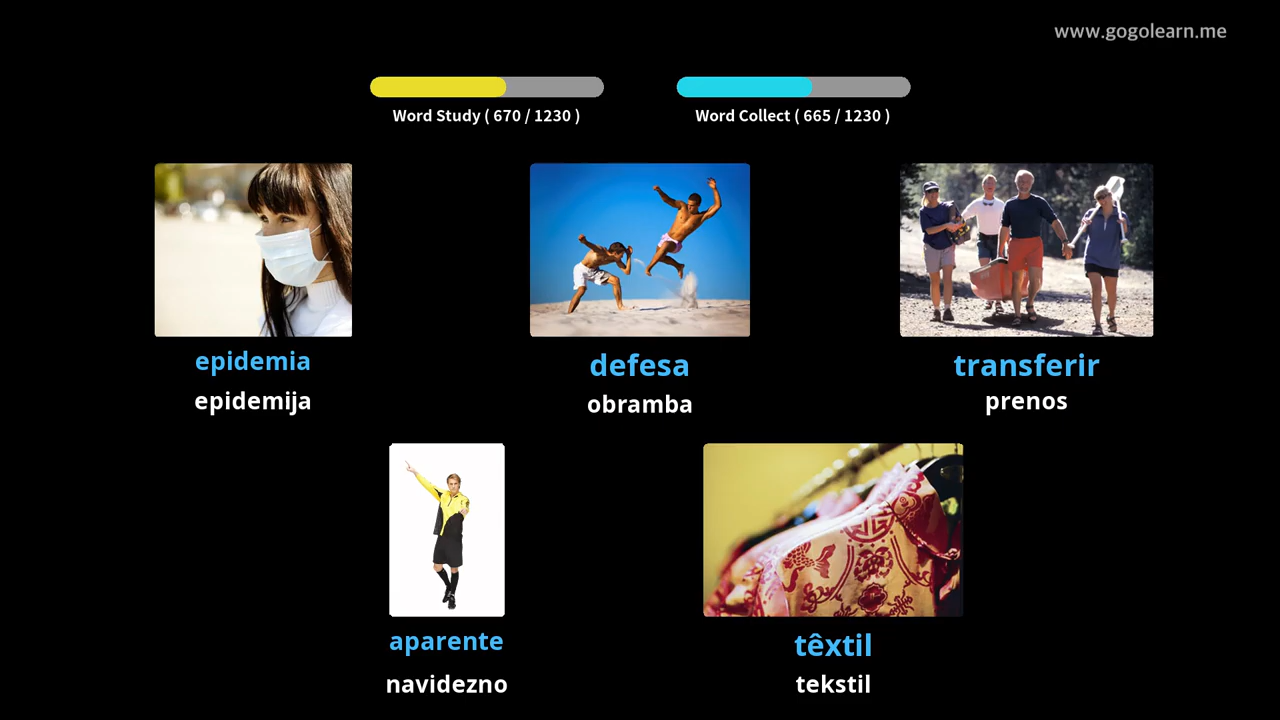 www.gogolearn.me
Word Study ( 670 / 1230 )
Word Collect ( 665 / 1230 )
epidemia
epidemija
defesa
obramba
transferir
prenos
aparente
navidezno
têxtil
tekstil